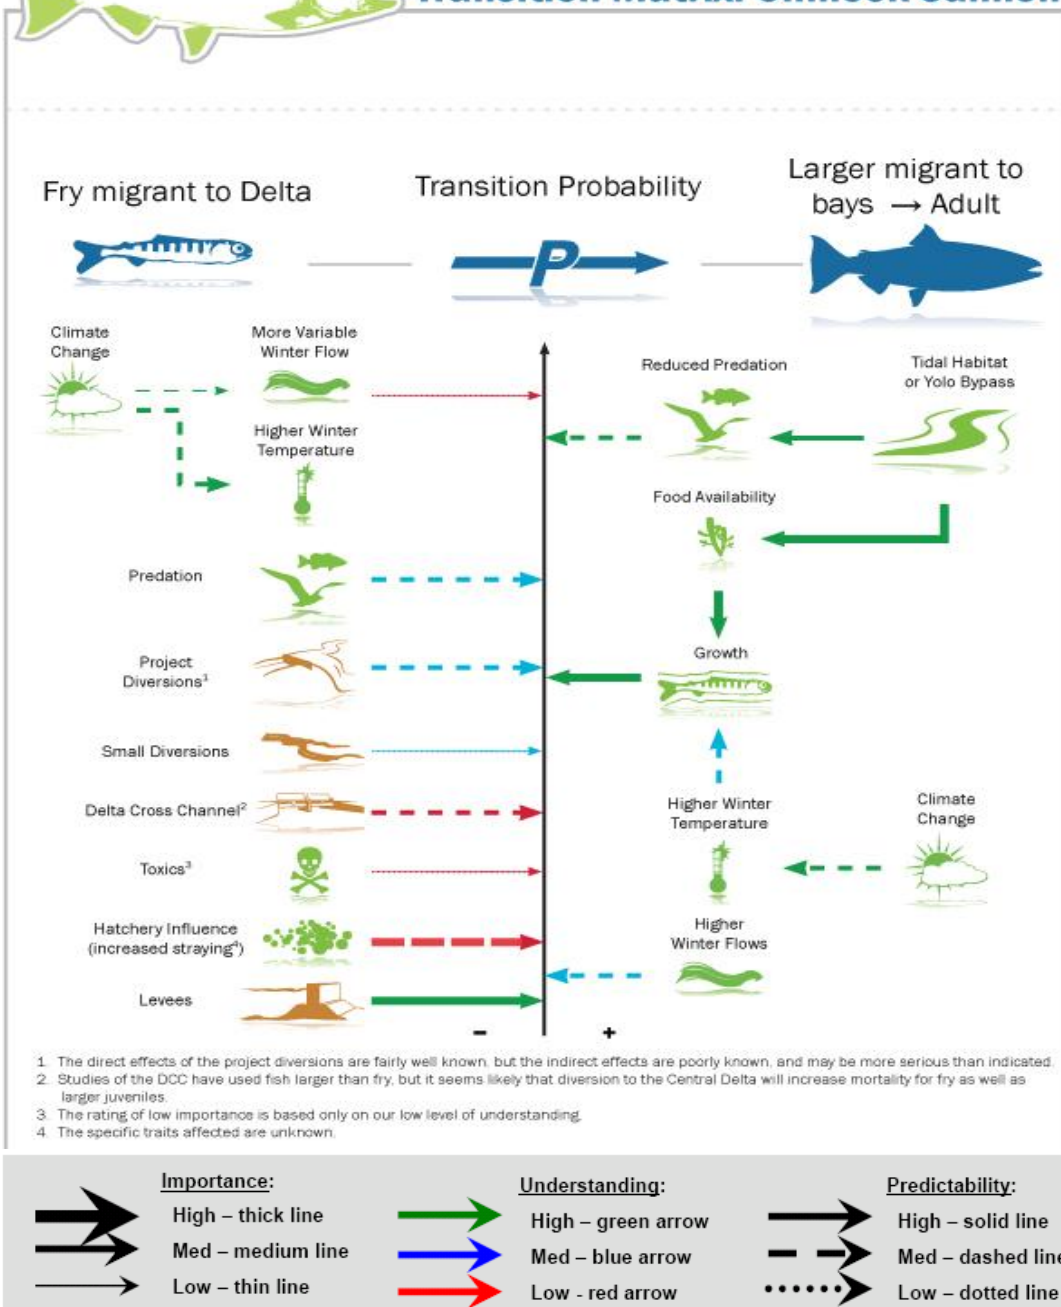 Fry migrant to Delta
Transition Probability
Larger migrant to
bays → Adult
P
Climate
Change
More Variable
Winter Flow
Higher Winter
Temperature
Predation
Project
Diversions¹
Small Diversions
Delta Cross Channel²
Toxics³
Hatchery Influence
(increased straying⁴)
Levees
Reduced Predation
Tidal Habitat
or Yolo Bypass
Food Availability
Growth
Higher Winter
Temperature
Climate
Change
Higher
Winter Flows
– +
1. The direct effects of the project diversions are fairly well known, but the indirect effects are poorly known, and may be more serious than indicated.
2. Studies of the DCC have used fish larger than fry, but it seems likely that diversion to the Central Delta will increase mortality for fry as well as
larger juveniles.
3. The rating of low importance is based only on our low level of understanding.
4. The specific traits affected are unknown.
Importance:
High – thick line
Med – medium line
Low – thin line
Understanding:
High – green arrow
Med – blue arrow
Low - red arrow
Predictability:
High – solid line
Med – dashed line
Low – dotted line